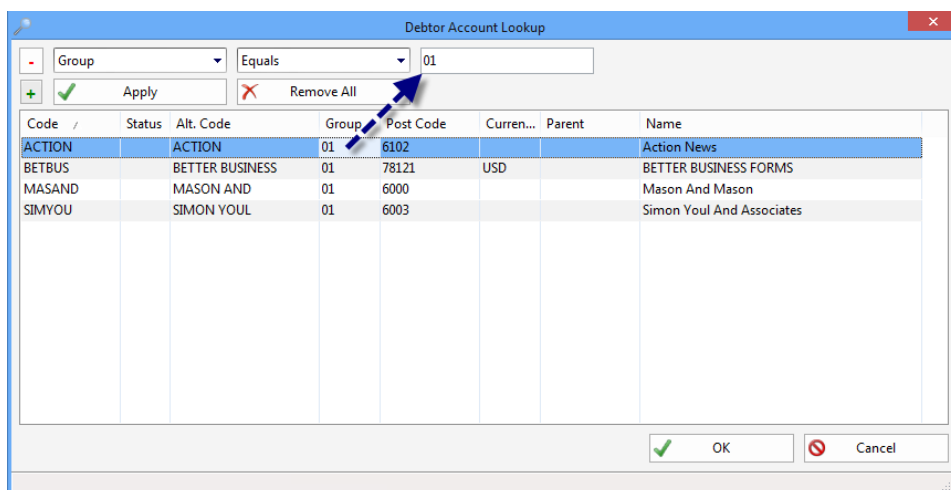 Debtor Account Lookup
- Group Equals 01
+ Apply Remove All
Code Status Alt. Code Group Post Code Curren... Parent Name
ACTION ACTION 01 6102 Action News
BETBUS BETTER BUSINESS 01 78121 USD BETTER BUSINESS FORMS
MASAND MASON AND 01 6000 Mason And Mason
SIMYOU SIMON YOUL 01 6003 Simon Youl And Associates
OK Cancel